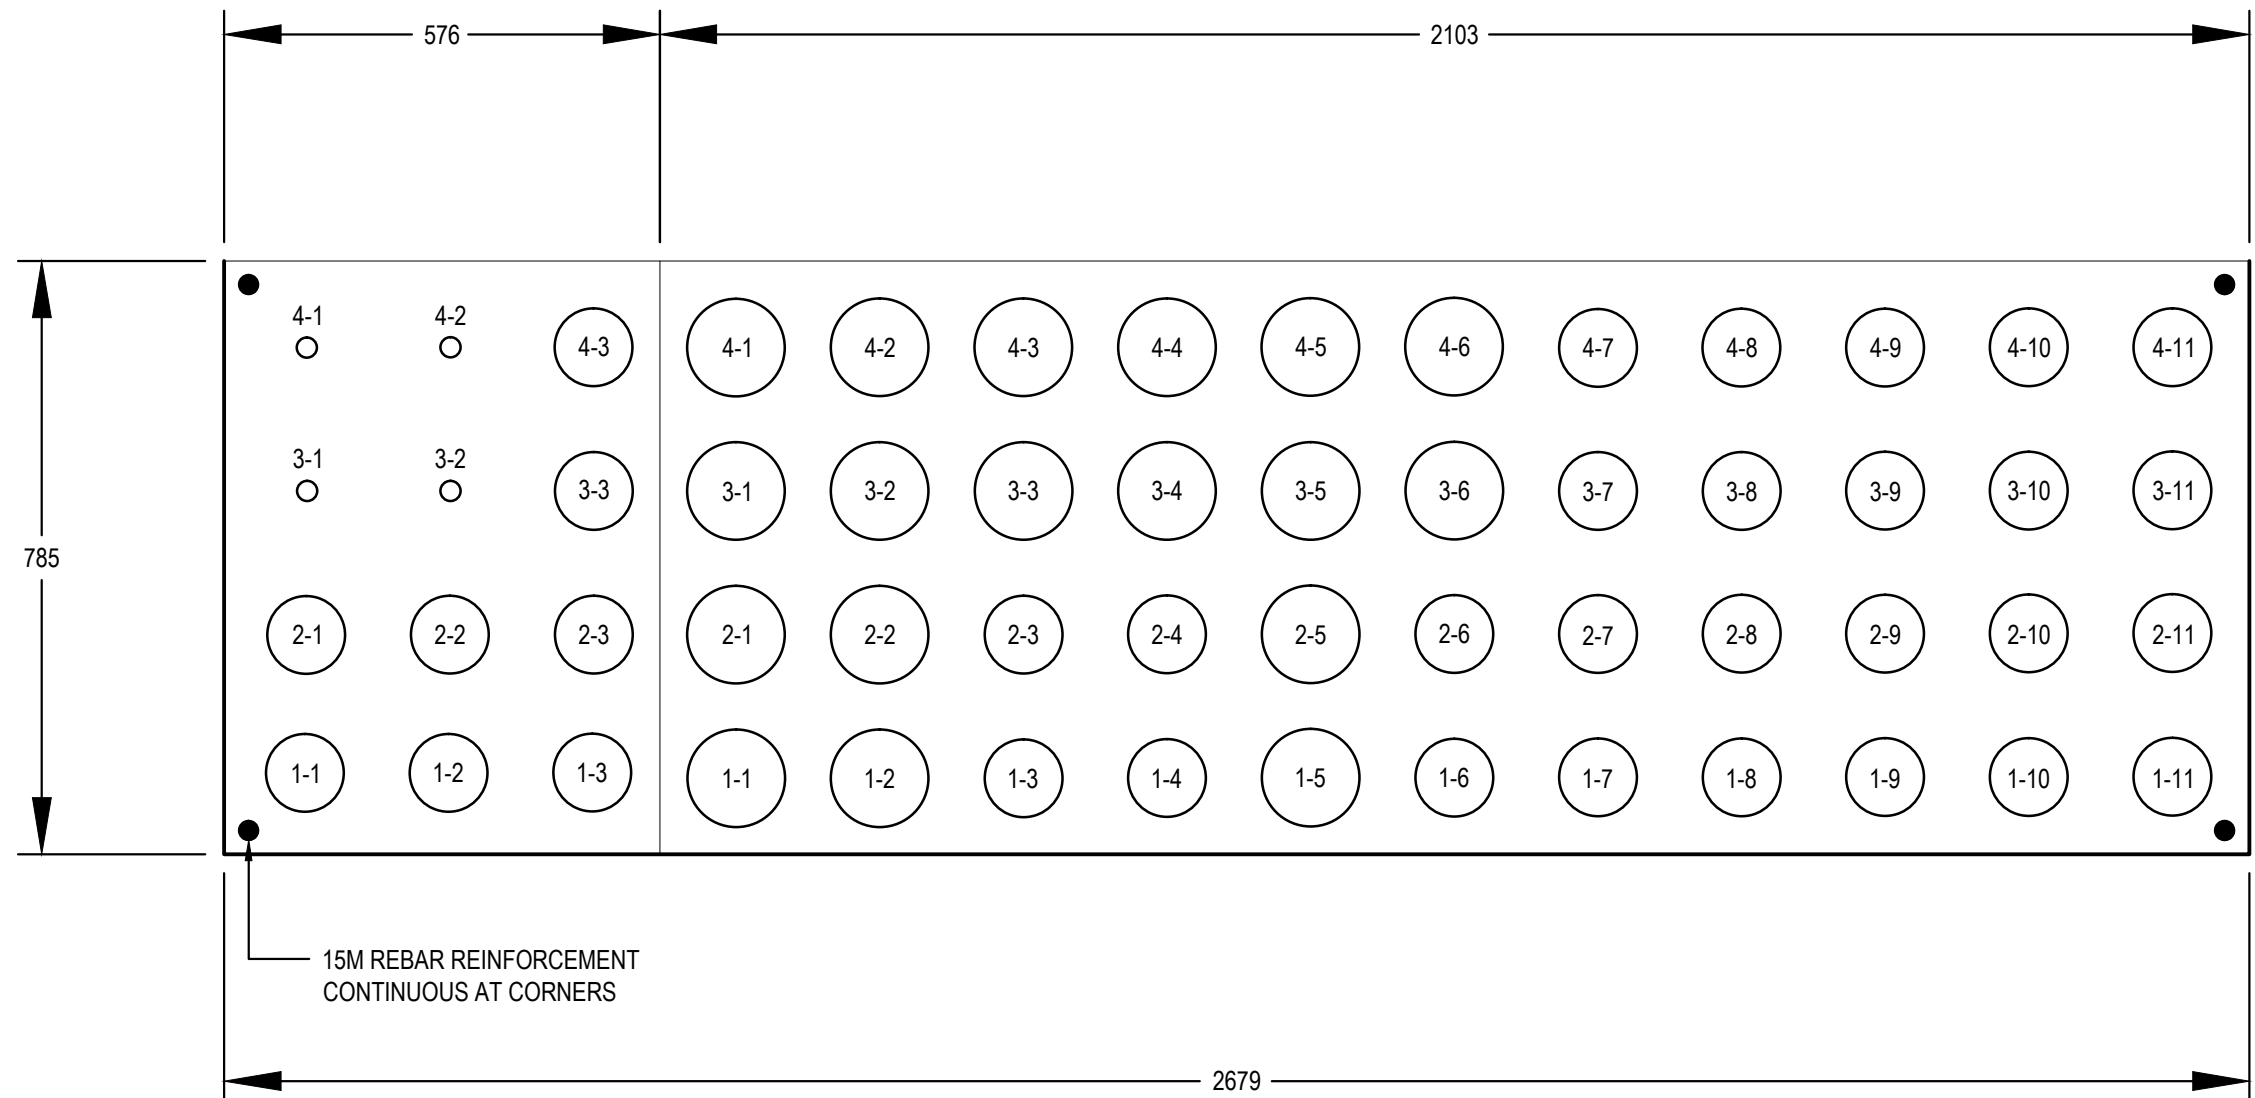 576
2103
4-1 4-2 4-3 4-1 4-2 4-3 4-4 4-5 4-6 4-7 4-8 4-9 4-10 4-11
3-1 3-2 3-3 3-1 3-2 3-3 3-4 3-5 3-6 3-7 3-8 3-9 3-10 3-11
785
2-1 2-2 2-3 2-1 2-2 2-3 2-4 2-5 2-6 2-7 2-8 2-9 2-10 2-11
1-1 1-2 1-3 1-1 1-2 1-3 1-4 1-5 1-6 1-7 1-8 1-9 1-10 1-11
15M REBAR REINFORCEMENT
CONTINUOUS AT CORNERS
2679